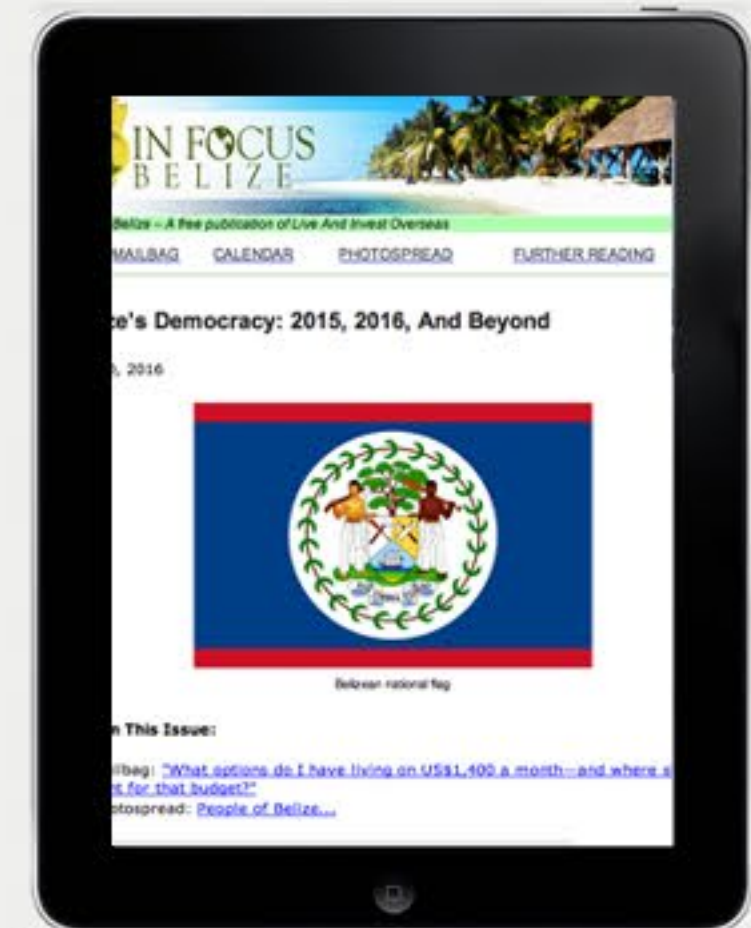 IN FOCUS
BELIZE
Belize – A free publication of Live And Invest Overseas
MAILBAG CALENDAR PHOTOSPREAD FURTHER READING
ze's Democracy: 2015, 2016, And Beyond
, 2016
Belizean national flag
n This Issue:
ilbag: "What options do I have living on US$1,400 a month—and where s
t for that budget?"
otospread: People of Belize...